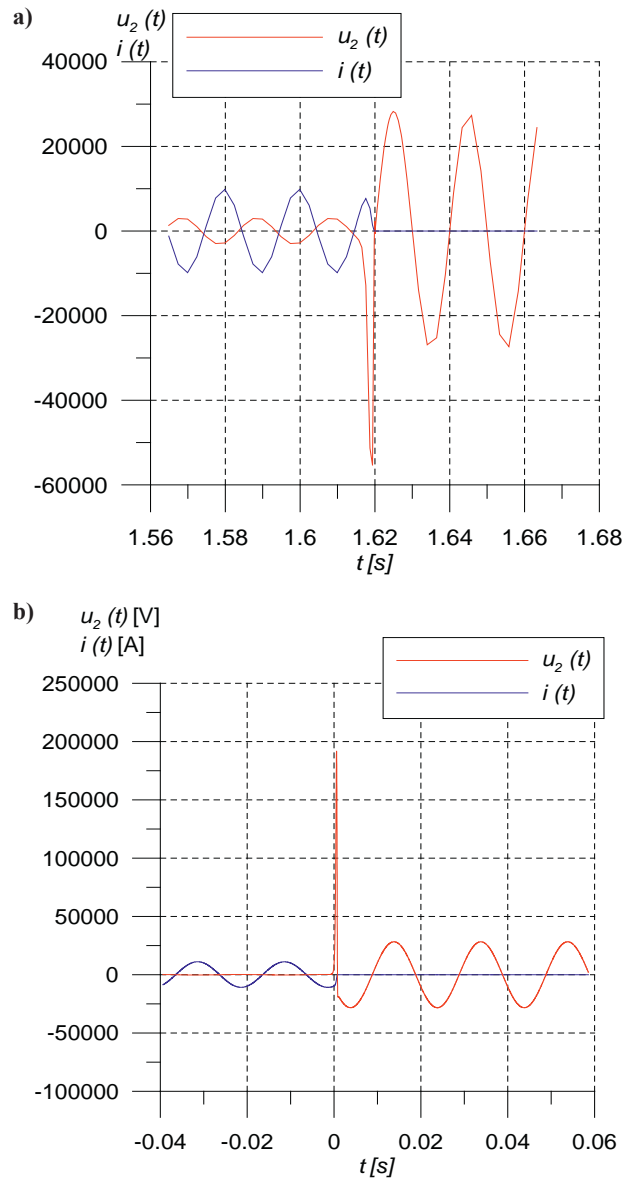 a)
u₂ (t)
i (t)
u₂ (t)
i (t)
40000
20000
0
-20000
-40000
-60000
1.56 1.58 1.6 1.62 1.64 1.66 1.68
t [s]
b)
u₂ (t) [V]
i (t) [A]
u₂ (t)
i (t)
250000
200000
150000
100000
50000
0
-50000
-100000
-0.04 -0.02 0 0.02 0.04 0.06
t [s]